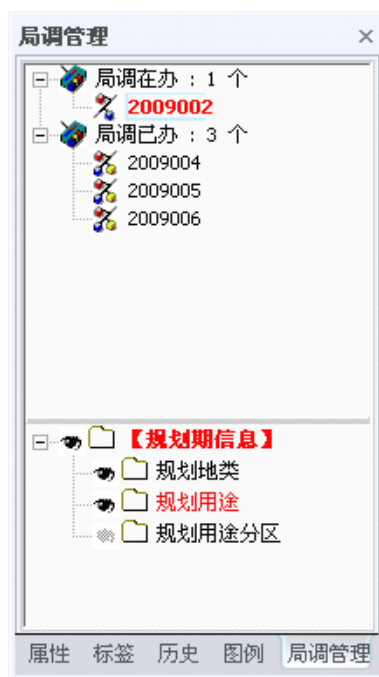 局调管理
局调在办：1 个
2009002
局调已办：3 个
2009004
2009005
2009006
【规划期信息】
规划地类
规划用途
规划用途分区
属性 标签 历史 图例 局调管理